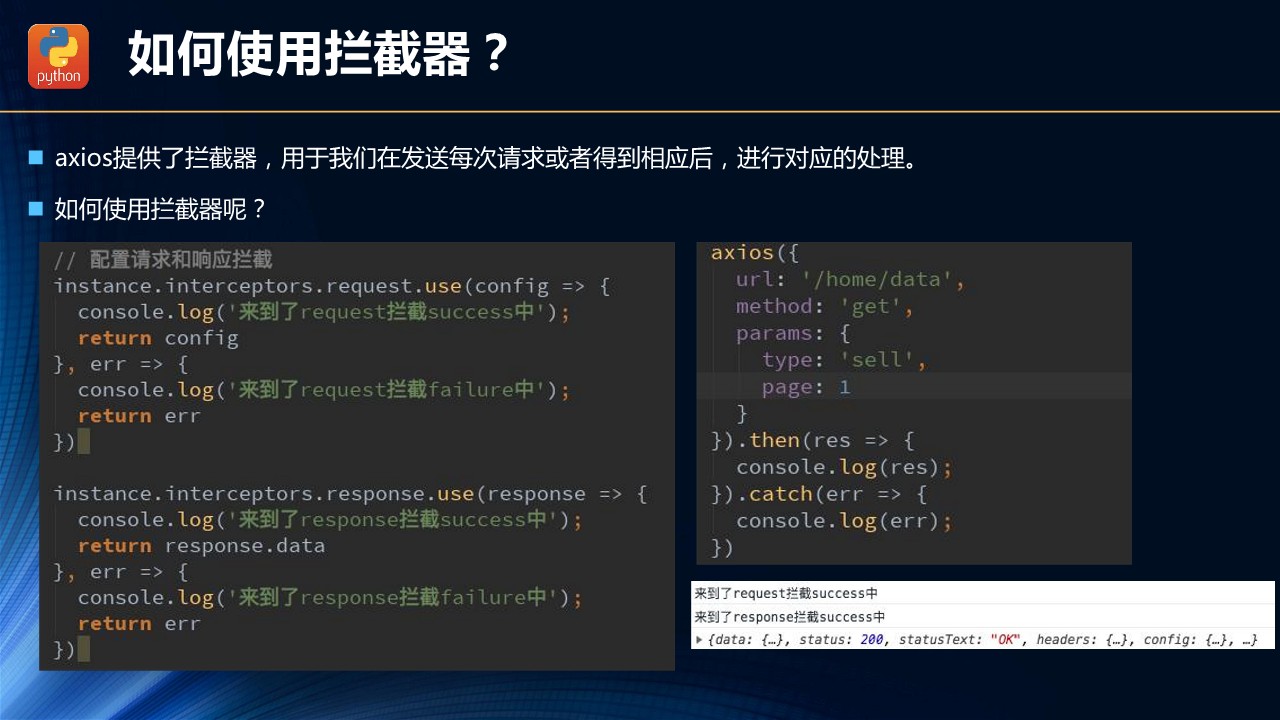 python
如何使用拦截器？
axios提供了拦截器，用于我们在发送每次请求或者得到相应后，进行对应的处理。
如何使用拦截器呢？
// 配置请求和响应拦截
instance.interceptors.request.use(config => {
  console.log('来到了request拦截success中');
  return config
}, err => {
  console.log('来到了request拦截failure中');
  return err
})
instance.interceptors.response.use(response => {
  console.log('来到了response拦截success中');
  return response.data
}, err => {
  console.log('来到了response拦截failure中');
  return err
})
axios({
  url: '/home/data',
  method: 'get',
  params: {
    type: 'sell',
    page: 1
  }
}).then(res => {
  console.log(res);
}).catch(err => {
  console.log(err);
})
来到了request拦截success中
来到了response拦截success中
{data: {…}, status: 200, statusText: "OK", headers: {…}, config: {…}, …}